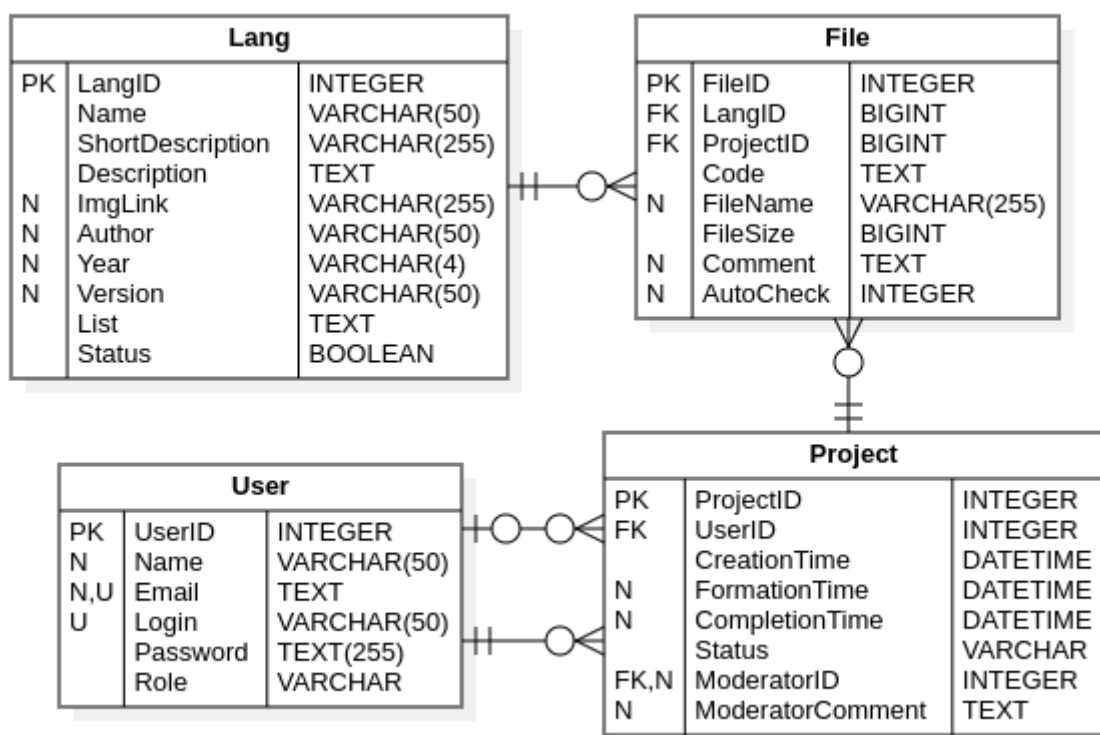 Lang
PK LangID INTEGER
Name VARCHAR(50)
ShortDescription VARCHAR(255)
Description TEXT
N ImgLink VARCHAR(255)
N Author VARCHAR(50)
N Year VARCHAR(4)
N Version VARCHAR(50)
List TEXT
Status BOOLEAN
File
PK FileID INTEGER
FK LangID BIGINT
FK ProjectID BIGINT
Code TEXT
N FileName VARCHAR(255)
FileSize BIGINT
N Comment TEXT
N AutoCheck INTEGER
User
PK UserID INTEGER
N Name VARCHAR(50)
N,U Email TEXT
U Login VARCHAR(50)
Password TEXT(255)
Role VARCHAR
Project
PK ProjectID INTEGER
FK UserID INTEGER
CreationTime DATETIME
N FormationTime DATETIME
N CompletionTime DATETIME
Status VARCHAR
FK,N ModeratorID INTEGER
N ModeratorComment TEXT